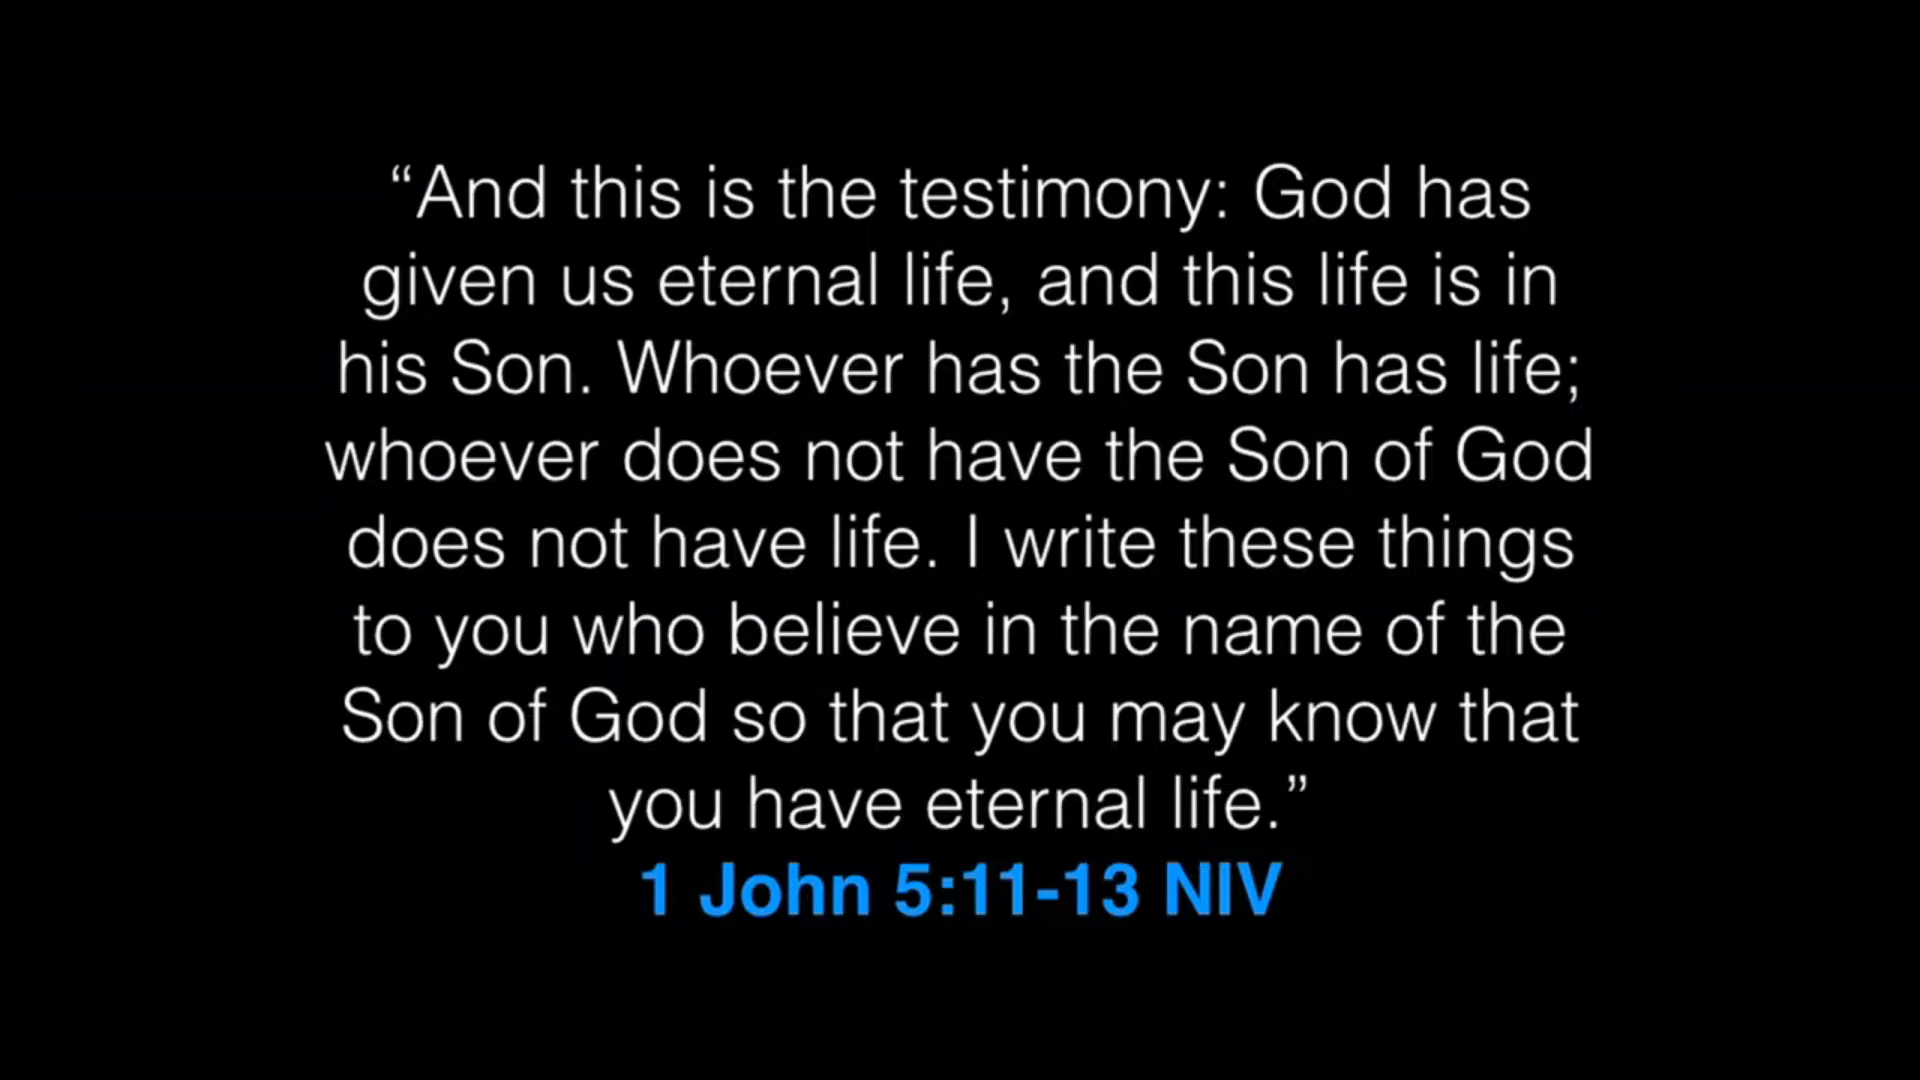 “And this is the testimony: God has
given us eternal life, and this life is in
his Son. Whoever has the Son has life;
whoever does not have the Son of God
does not have life. I write these things
to you who believe in the name of the
Son of God so that you may know that
you have eternal life.”
1 John 5:11-13 NIV